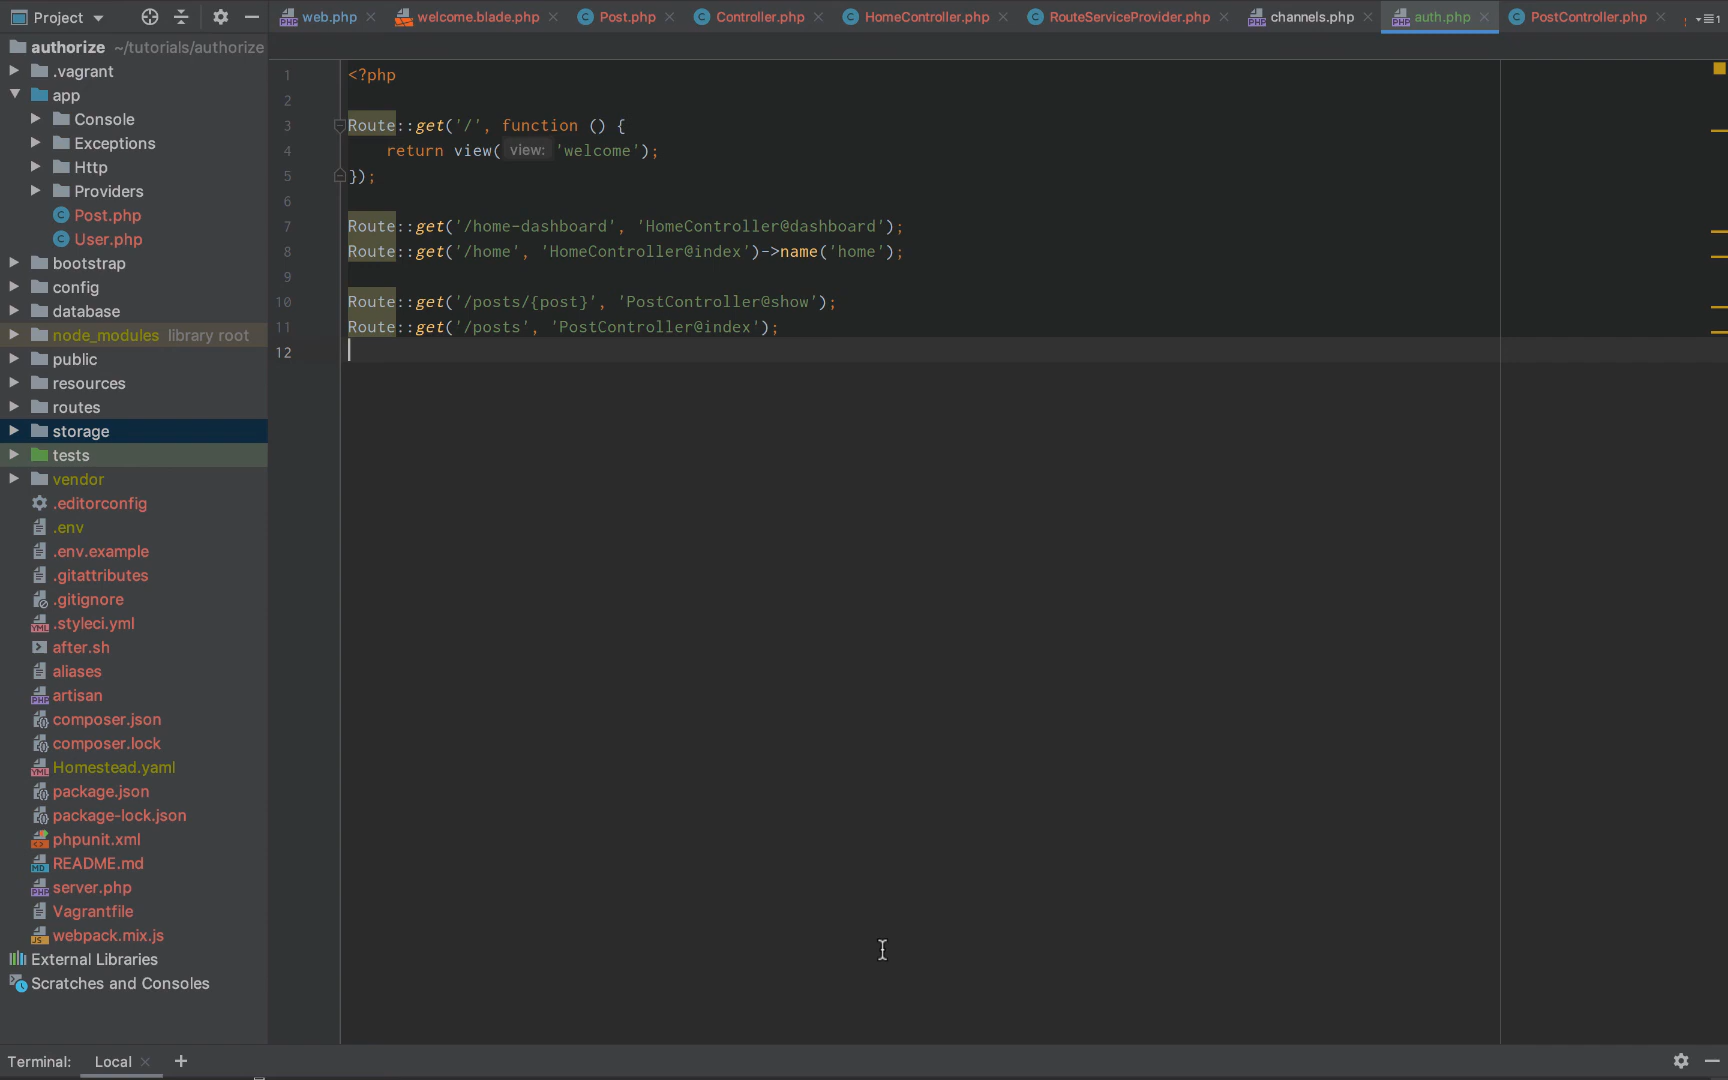 Project
web.php
welcome.blade.php
Post.php
Controller.php
HomeController.php
RouteServiceProvider.php
channels.php
auth.php
PostController.php
authorize ~/tutorials/authorize
.vagrant
app
Console
Exceptions
Http
Providers
Post.php
User.php
bootstrap
config
database
node_modules library root
public
resources
routes
storage
tests
vendor
.editorconfig
.env
.env.example
.gitattributes
.gitignore
.styleci.yml
after.sh
aliases
artisan
composer.json
composer.lock
Homestead.yaml
package.json
package-lock.json
phpunit.xml
README.md
server.php
Vagrantfile
webpack.mix.js
External Libraries
Scratches and Consoles
1 <?php
2
3 Route::get('/', function () {
4 return view( view: 'welcome');
5 });
6
7 Route::get('/home-dashboard', 'HomeController@dashboard');
8 Route::get('/home', 'HomeController@index')->name('home');
9
10 Route::get('/posts/{post}', 'PostController@show');
11 Route::get('/posts', 'PostController@index');
12
Terminal: Local +